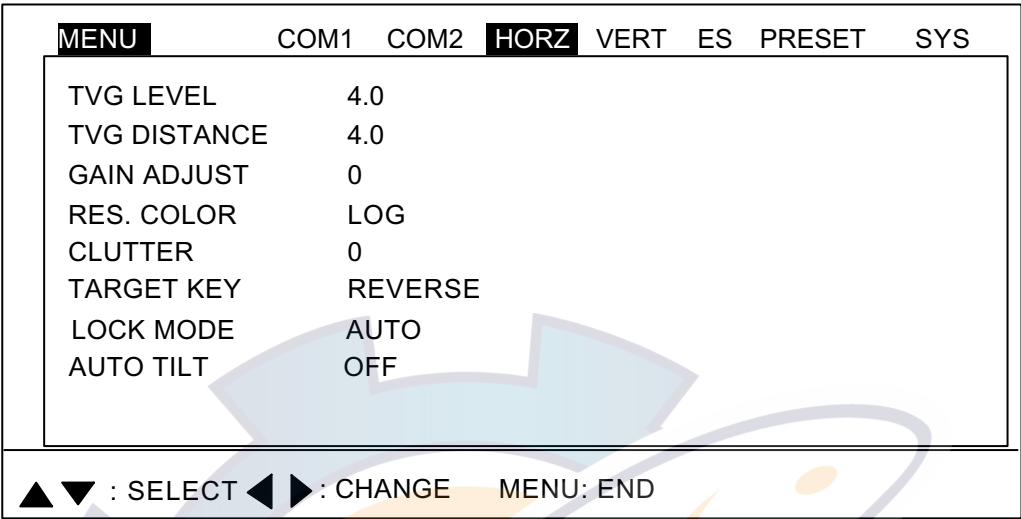 MENU COM1 COM2 HORZ VERT ES PRESET SYS
TVG LEVEL 4.0
TVG DISTANCE 4.0
GAIN ADJUST 0
RES. COLOR LOG
CLUTTER 0
TARGET KEY REVERSE
LOCK MODE AUTO
AUTO TILT OFF
▲ ▼ : SELECT ◀ ▶ : CHANGE MENU: END